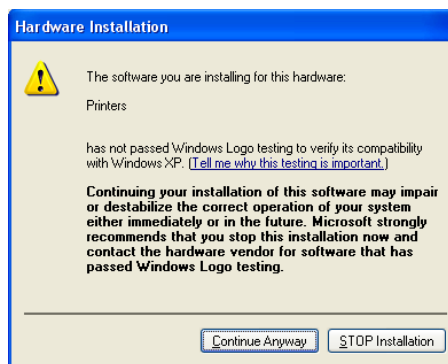 Hardware Installation
The software you are installing for this hardware:
Printers
has not passed Windows Logo testing to verify its compatibility
with Windows XP. (Tell me why this testing is important.)
Continuing your installation of this software may impair
or destabilize the correct operation of your system
either immediately or in the future. Microsoft strongly
recommends that you stop this installation now and
contact the hardware vendor for software that has
passed Windows Logo testing.
Continue Anyway
STOP Installation